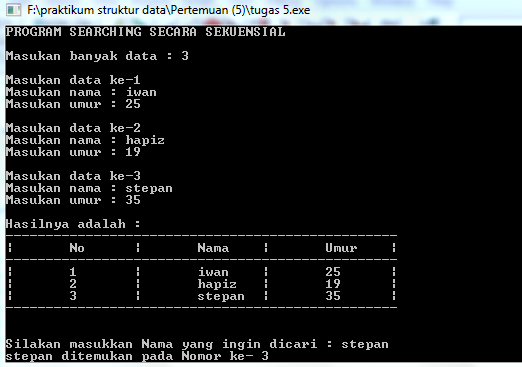 F:\praktikum struktur data\Pertemuan (5)\tugas 5.exe
PROGRAM SEARCHING SECARA SEKUENSIAL
Masukan banyak data : 3
Masukan data ke-1
Masukan nama : iwan
Masukan umur : 25
Masukan data ke-2
Masukan nama : hapiz
Masukan umur : 19
Masukan data ke-3
Masukan nama : stepan
Masukan umur : 35
Hasilnya adalah :
---------------------------------------------
¦ No ¦ Nama ¦ Umur ¦
---------------------------------------------
¦ 1 ¦ iwan ¦ 25 ¦
¦ 2 ¦ hapiz ¦ 19 ¦
¦ 3 ¦ stepan ¦ 35 ¦
---------------------------------------------
Silakan masukkan Nama yang ingin dicari : stepan
stepan ditemukan pada Nomor ke- 3